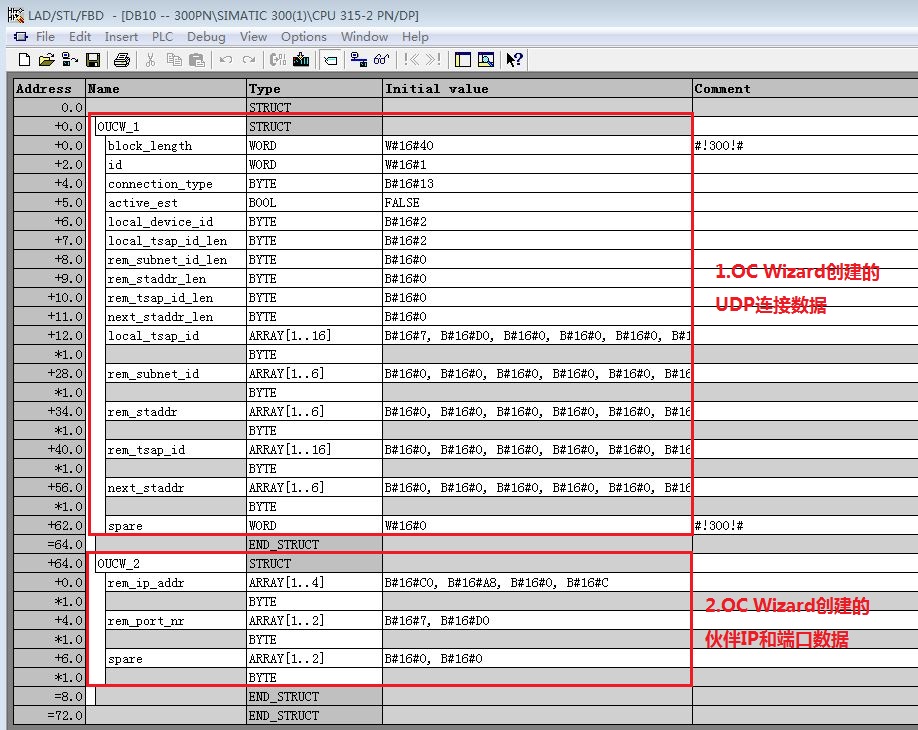 LAD/STL/FBD - [DB10 -- 300PN\SIMATIC 300(1)\CPU 315-2 PN/DP]
File Edit Insert PLC Debug View Options Window Help
Address Name Type Initial value Comment
0.0 STRUCT
+0.0 OUCW_1 STRUCT
+0.0 block_length WORD W#16#40 #!300!#
+2.0 id WORD W#16#1
+4.0 connection_type BYTE B#16#13
+5.0 active_est BOOL FALSE
+6.0 local_device_id BYTE B#16#2
+7.0 local_tsap_id_len BYTE B#16#2
+8.0 rem_subnet_id_len BYTE B#16#0
+9.0 rem_staddr_len BYTE B#16#0
+10.0 rem_tsap_id_len BYTE B#16#0
+11.0 next_staddr_len BYTE B#16#0
+12.0 local_tsap_id ARRAY[1..16] B#16#7, B#16#D0, B#16#0, B#16#0, B#16#0, B#1
*1.0 BYTE
+28.0 rem_subnet_id ARRAY[1..6] B#16#0, B#16#0, B#16#0, B#16#0, B#16#0, B#16
*1.0 BYTE
+34.0 rem_staddr ARRAY[1..6] B#16#0, B#16#0, B#16#0, B#16#0, B#16#0, B#16
*1.0 BYTE
+40.0 rem_tsap_id ARRAY[1..16] B#16#0, B#16#0, B#16#0, B#16#0, B#16#0, B#16
*1.0 BYTE
+56.0 next_staddr ARRAY[1..6] B#16#0, B#16#0, B#16#0, B#16#0, B#16#0, B#16
*1.0 BYTE
+62.0 spare WORD W#16#0 #!300!#
=64.0 END_STRUCT
+64.0 OUCW_2 STRUCT
+0.0 rem_ip_addr ARRAY[1..4] B#16#C0, B#16#A8, B#16#0, B#16#C
*1.0 BYTE
+4.0 rem_port_nr ARRAY[1..2] B#16#7, B#16#D0
*1.0 BYTE
+6.0 spare ARRAY[1..2] B#16#0, B#16#0
*1.0 BYTE
=8.0 END_STRUCT
=72.0 END_STRUCT
1.OC Wizard创建的
UDP连接数据
2.OC Wizard创建的
伙伴IP和端口数据